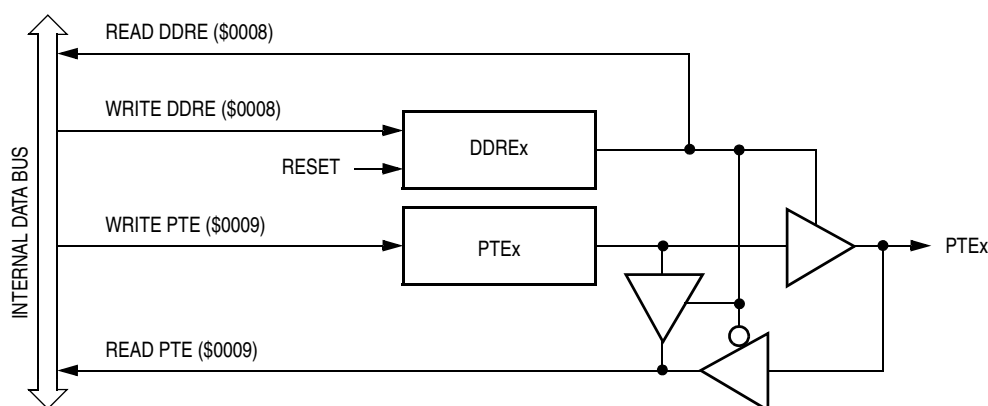 READ DDRE ($0008)
WRITE DDRE ($0008)
DDREx
RESET
INTERNAL DATA BUS
WRITE PTE ($0009)
PTEx
PTEx
READ PTE ($0009)